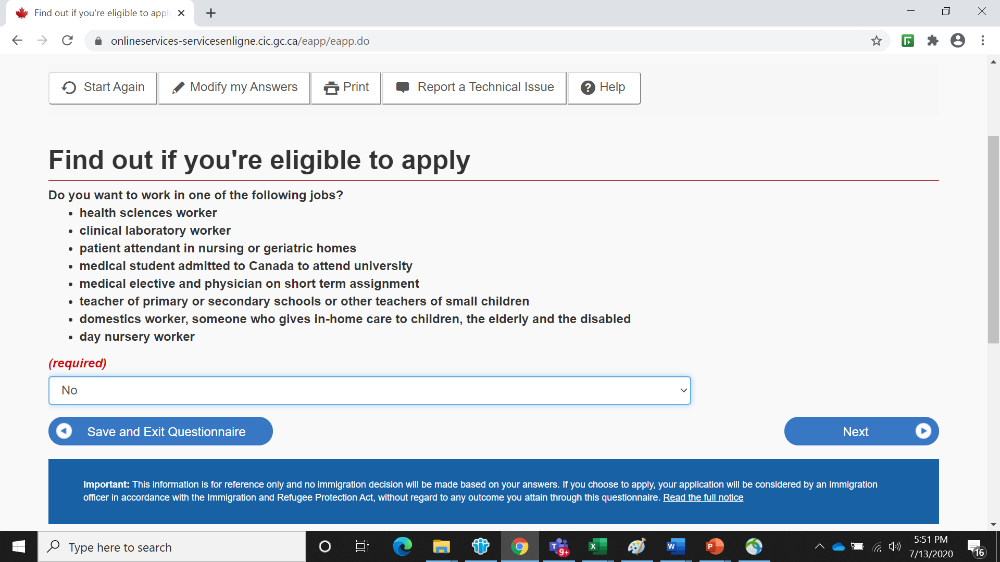 Find out if you're eligible to appl
onlineservices-servicesenligne.cic.gc.ca/eapp/eapp.do
Start Again
Modify my Answers
Print
Report a Technical Issue
? Help
Find out if you're eligible to apply
Do you want to work in one of the following jobs?
• health sciences worker
• clinical laboratory worker
• patient attendant in nursing or geriatric homes
• medical student admitted to Canada to attend university
• medical elective and physician on short term assignment
• teacher of primary or secondary schools or other teachers of small children
• domestics worker, someone who gives in-home care to children, the elderly and the disabled
• day nursery worker
(required)
No
Save and Exit Questionnaire
Next
Important: This information is for reference only and no immigration decision will be made based on your answers. If you choose to apply, your application will be considered by an immigration
officer in accordance with the Immigration and Refugee Protection Act, without regard to any outcome you attain through this questionnaire. Read the full notice
Type here to search
T 9+
X
W
P
5:51 PM
7/13/2020
16